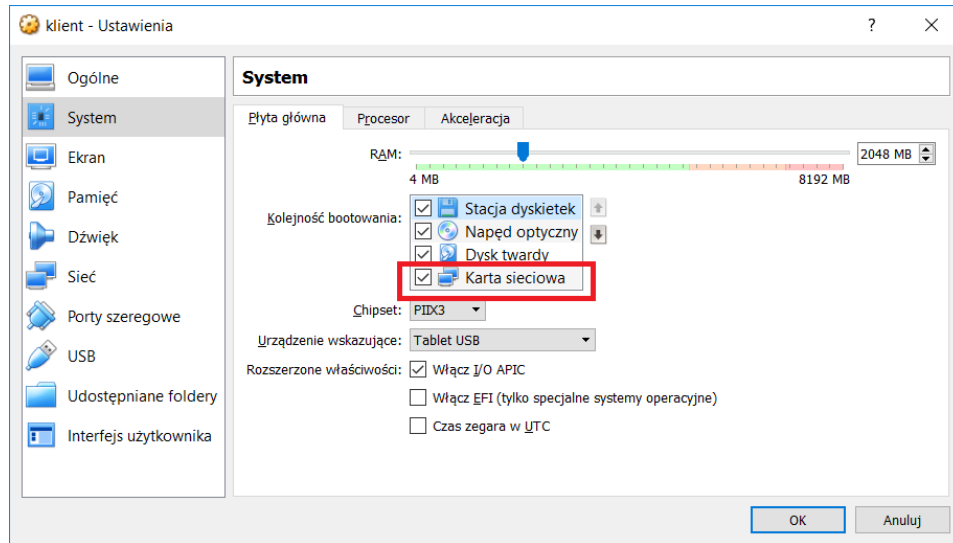 klient - Ustawienia
?
Ogólne
System
Ekran
Pamięć
Dźwięk
Sieć
Porty szeregowe
USB
Udostępniane foldery
Interfejs użytkownika
System
Płyta główna Procesor Akceleracja
RAM: 2048 MB
4 MB 8192 MB
Kolejność bootowania: Stacja dyskietek
Napęd optyczny
Dysk twardy
Karta sieciowa
Chipset: PIIX3
Urządzenie wskazujące: Tablet USB
Rozszerzone właściwości: Włącz I/O APIC
Włącz EFI (tylko specjalne systemy operacyjne)
Czas zegara w UTC
OK Anuluj